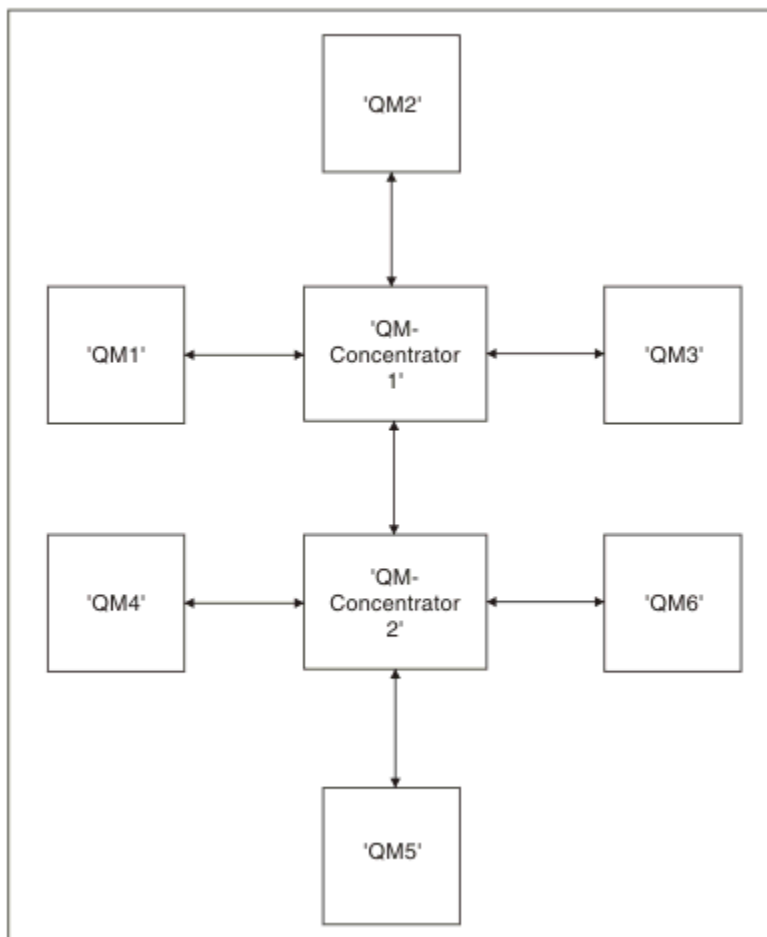 'QM2'
'QM1'
'QM-
Concentrator
1'
'QM3'
'QM4'
'QM-
Concentrator
2'
'QM6'
'QM5'